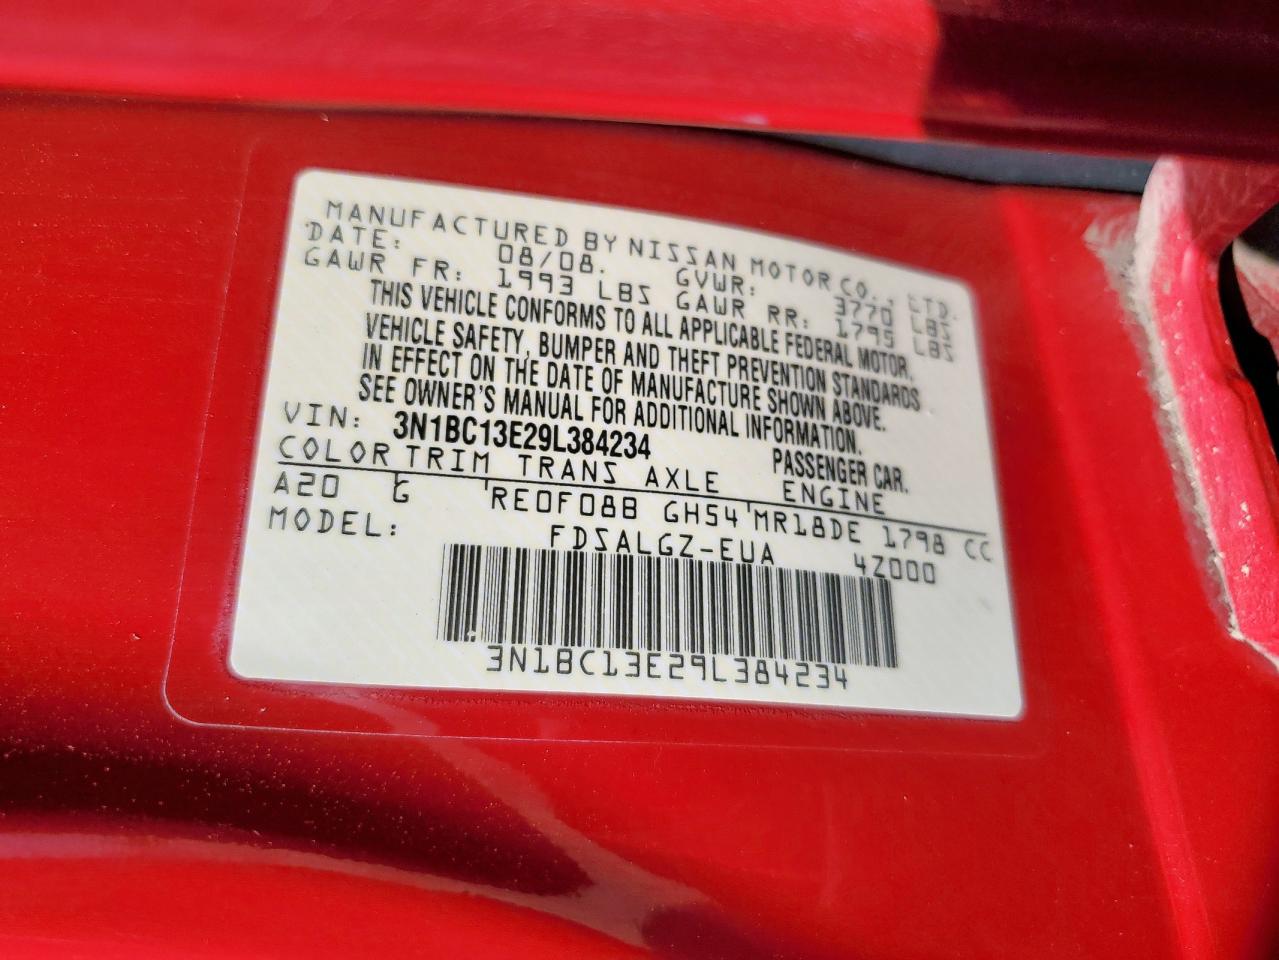 MANUFACTURED BY NISSAN MOTOR CO., LTD.
DATE: 08/08. GVWR: 3770 LBS
GAWR FR: 1993 LBS GAWR RR: 1795 LBS
THIS VEHICLE CONFORMS TO ALL APPLICABLE FEDERAL MOTOR.
VEHICLE SAFETY, BUMPER AND THEFT PREVENTION STANDARDS
IN EFFECT ON THE DATE OF MANUFACTURE SHOWN ABOVE.
SEE OWNER'S MANUAL FOR ADDITIONAL INFORMATION.
VIN: 3N1BC13E29L384234 PASSENGER CAR.
COLOR TRIM TRANS AXLE ENGINE
A20 G RE0F08B GH54 MR18DE 1798 CC
MODEL: FDSALGZ-EUA 4Z000
3N1BC13E29L384234